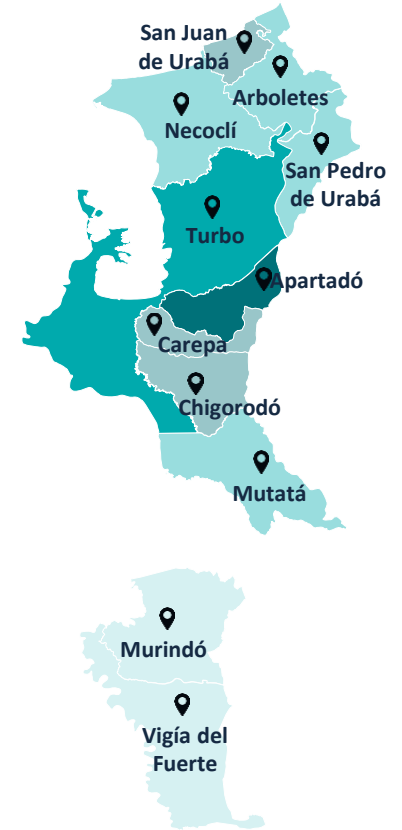 San Juan
de Urabá
Arboletes
Necoclí
San Pedro
de Urabá
Turbo
Apartadó
Carepa
Chigorodó
Mutatá
Murindó
Vigía del
Fuerte